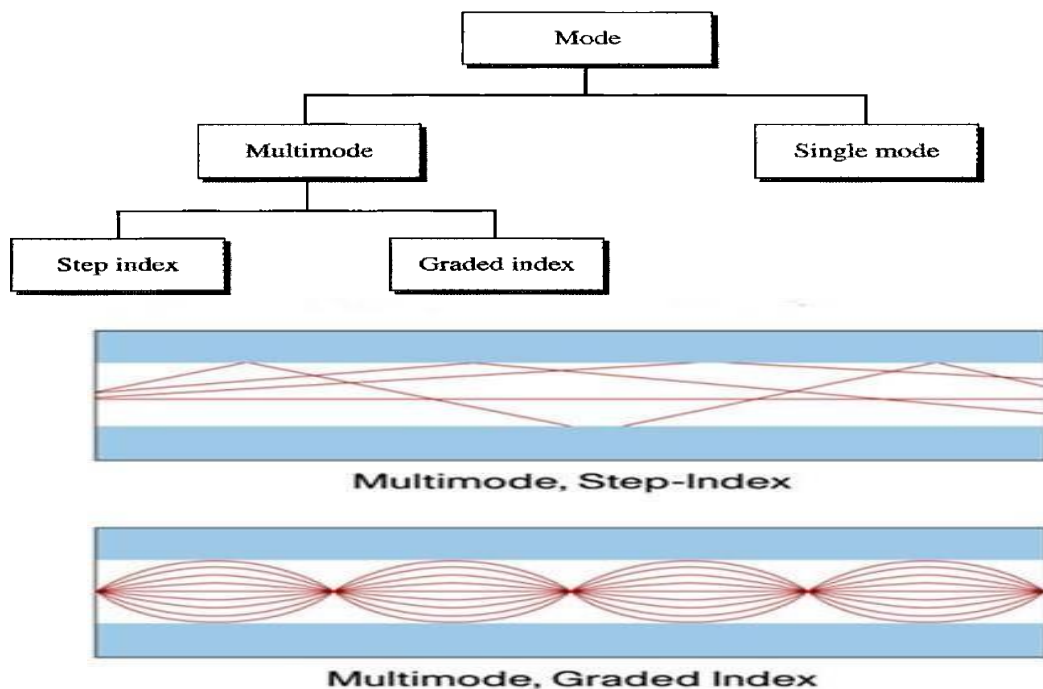 Mode
Multimode
Single mode
Step index
Graded index
Multimode, Step-Index
Multimode, Graded Index